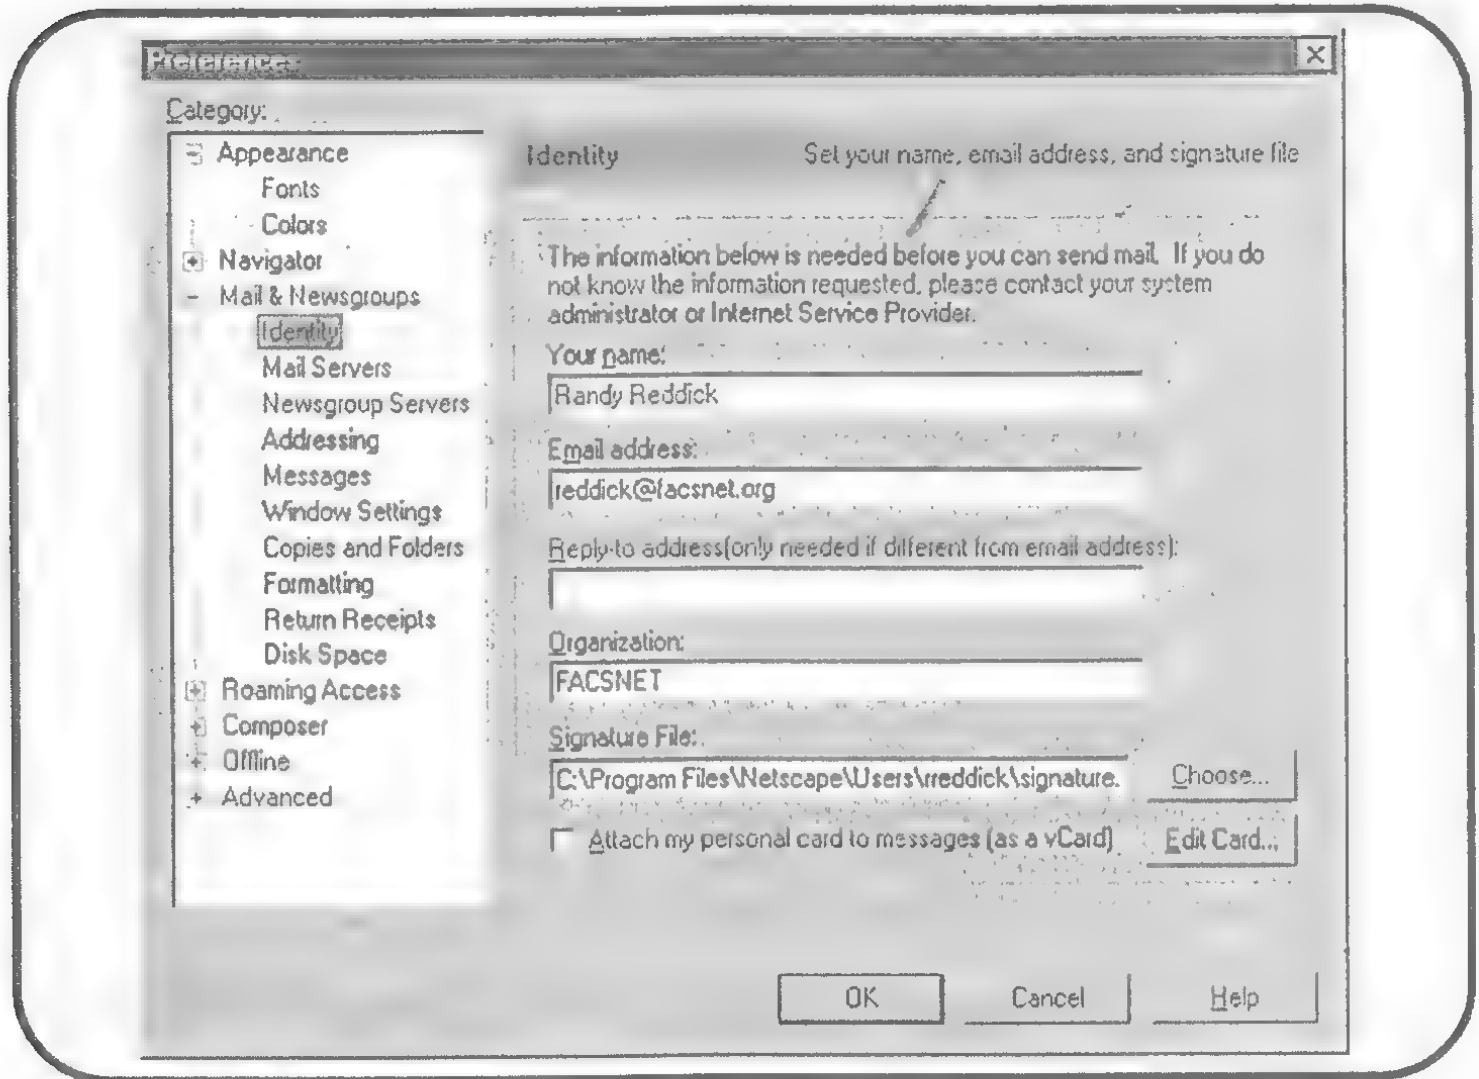 Preferences
Category:
Appearance
Fonts
Colors
Navigator
Mail & Newsgroups
Identity
Mail Servers
Newsgroup Servers
Addressing
Messages
Window Settings
Copies and Folders
Formatting
Return Receipts
Disk Space
Roaming Access
Composer
Offline
Advanced
Identity
Set your name, email address, and signature file
The information below is needed before you can send mail. If you do
not know the information requested, please contact your system
administrator or Internet Service Provider.
Your name:
Randy Reddick
Email address:
reddick@facsnet.org
Reply-to address(only needed if different from email address):
Organization:
FACSNET
Signature File:
C:\Program Files\Netscape\Users\rreddick\signature.
Choose...
Attach my personal card to messages (as a vCard)
Edit Card...
OK
Cancel
Help